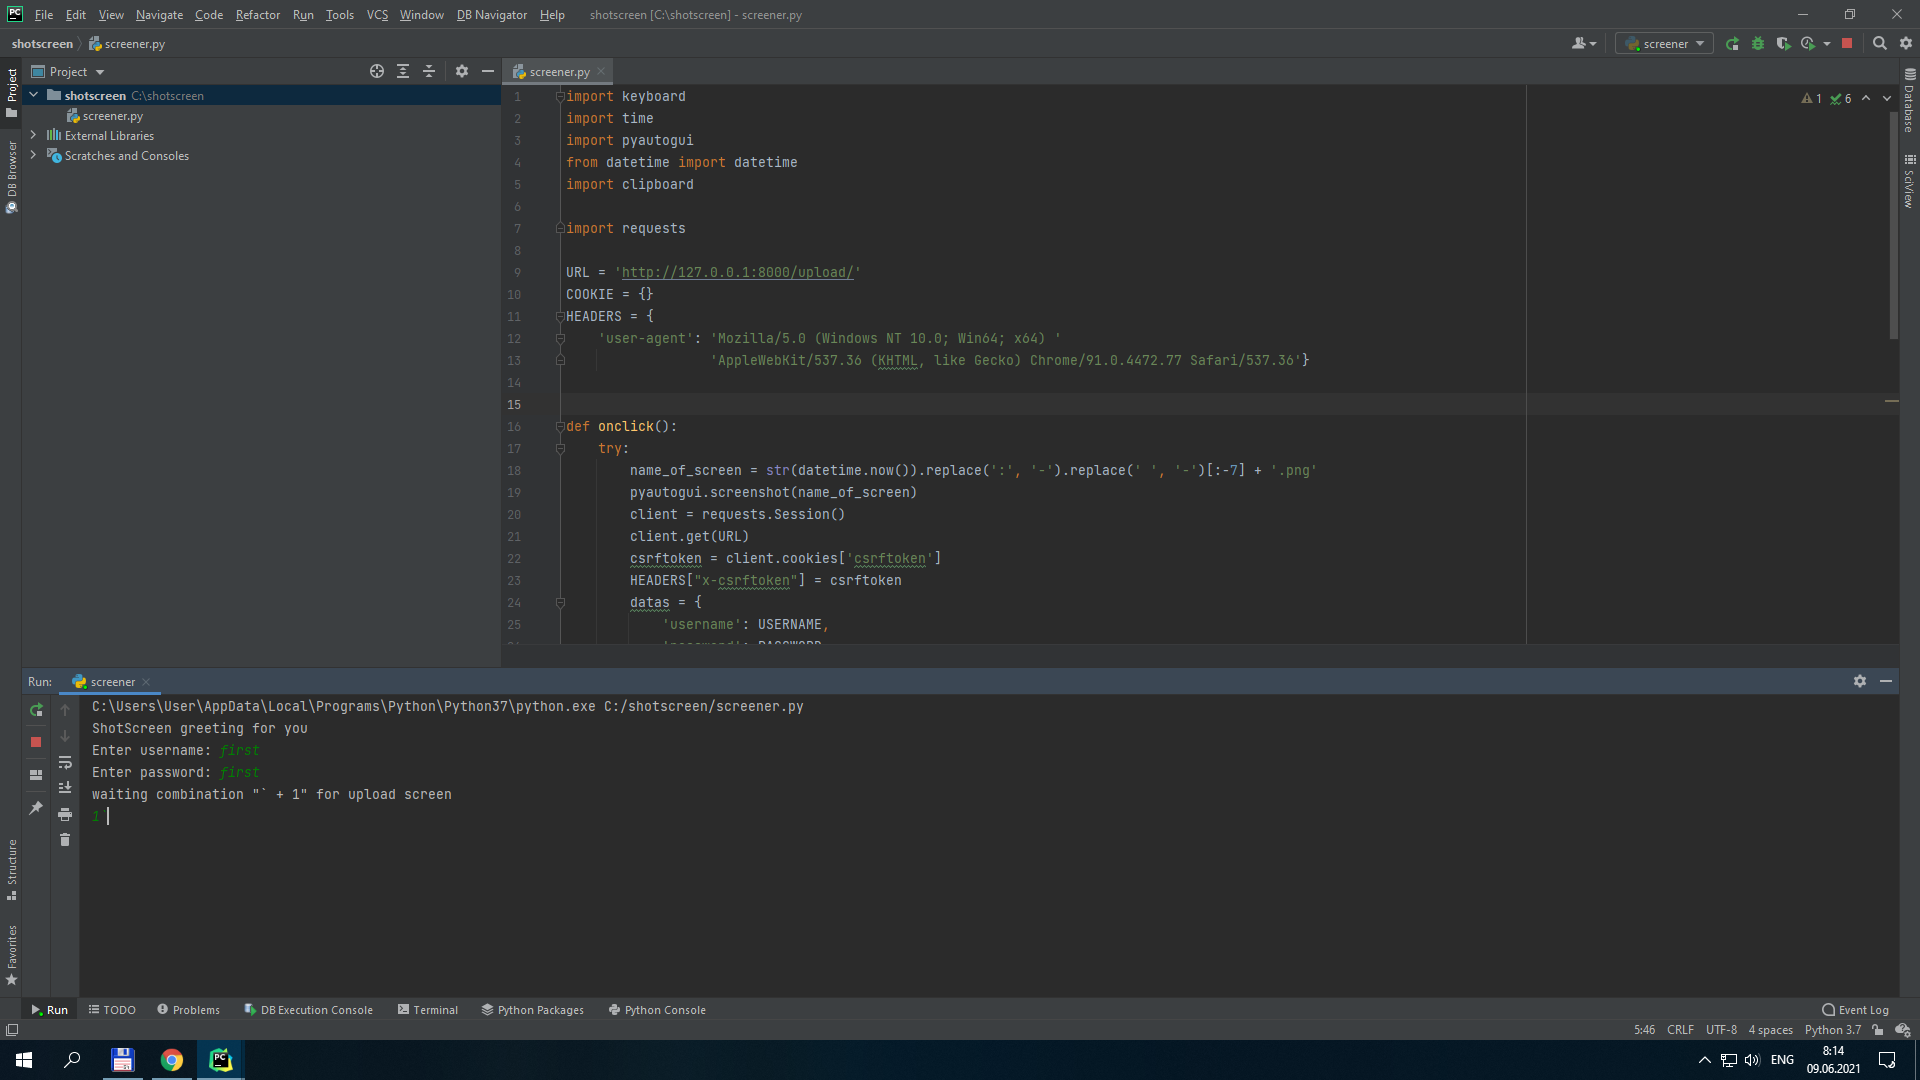 File Edit View Navigate Code Refactor Run Tools VCS Window DB Navigator Help shotscreen [C:\shotscreen] - screener.py
shotscreen screener.py
screener
Project
screener.py
shotscreen C:\shotscreen
screener.py
External Libraries
Scratches and Consoles
Project
DB Browser
Structure
Favorites
1 import keyboard
2 import time
3 import pyautogui
4 from datetime import datetime
5 import clipboard
6
7 import requests
8
9 URL = 'http://127.0.0.1:8000/upload/'
10 COOKIE = {}
11 HEADERS = {
12 'user-agent': 'Mozilla/5.0 (Windows NT 10.0; Win64; x64) '
13 'AppleWebKit/537.36 (KHTML, like Gecko) Chrome/91.0.4472.77 Safari/537.36'}
14
15
16 def onclick():
17 try:
18 name_of_screen = str(datetime.now()).replace(':', '-').replace(' ', '-')[:-7] + '.png'
19 pyautogui.screenshot(name_of_screen)
20 client = requests.Session()
21 client.get(URL)
22 csrftoken = client.cookies['csrftoken']
23 HEADERS["x-csrftoken"] = csrftoken
24 datas = {
25 'username': USERNAME,
1 6
Database
SciView
Run: screener
C:\Users\User\AppData\Local\Programs\Python\Python37\python.exe C:/shotscreen/screener.py
ShotScreen greeting for you
Enter username: first
Enter password: first
waiting combination "` + 1" for upload screen
1
Run TODO Problems DB Execution Console Terminal Python Packages Python Console Event Log
5:46 CRLF UTF-8 4 spaces Python 3.7
ENG
8:14
09.06.2021